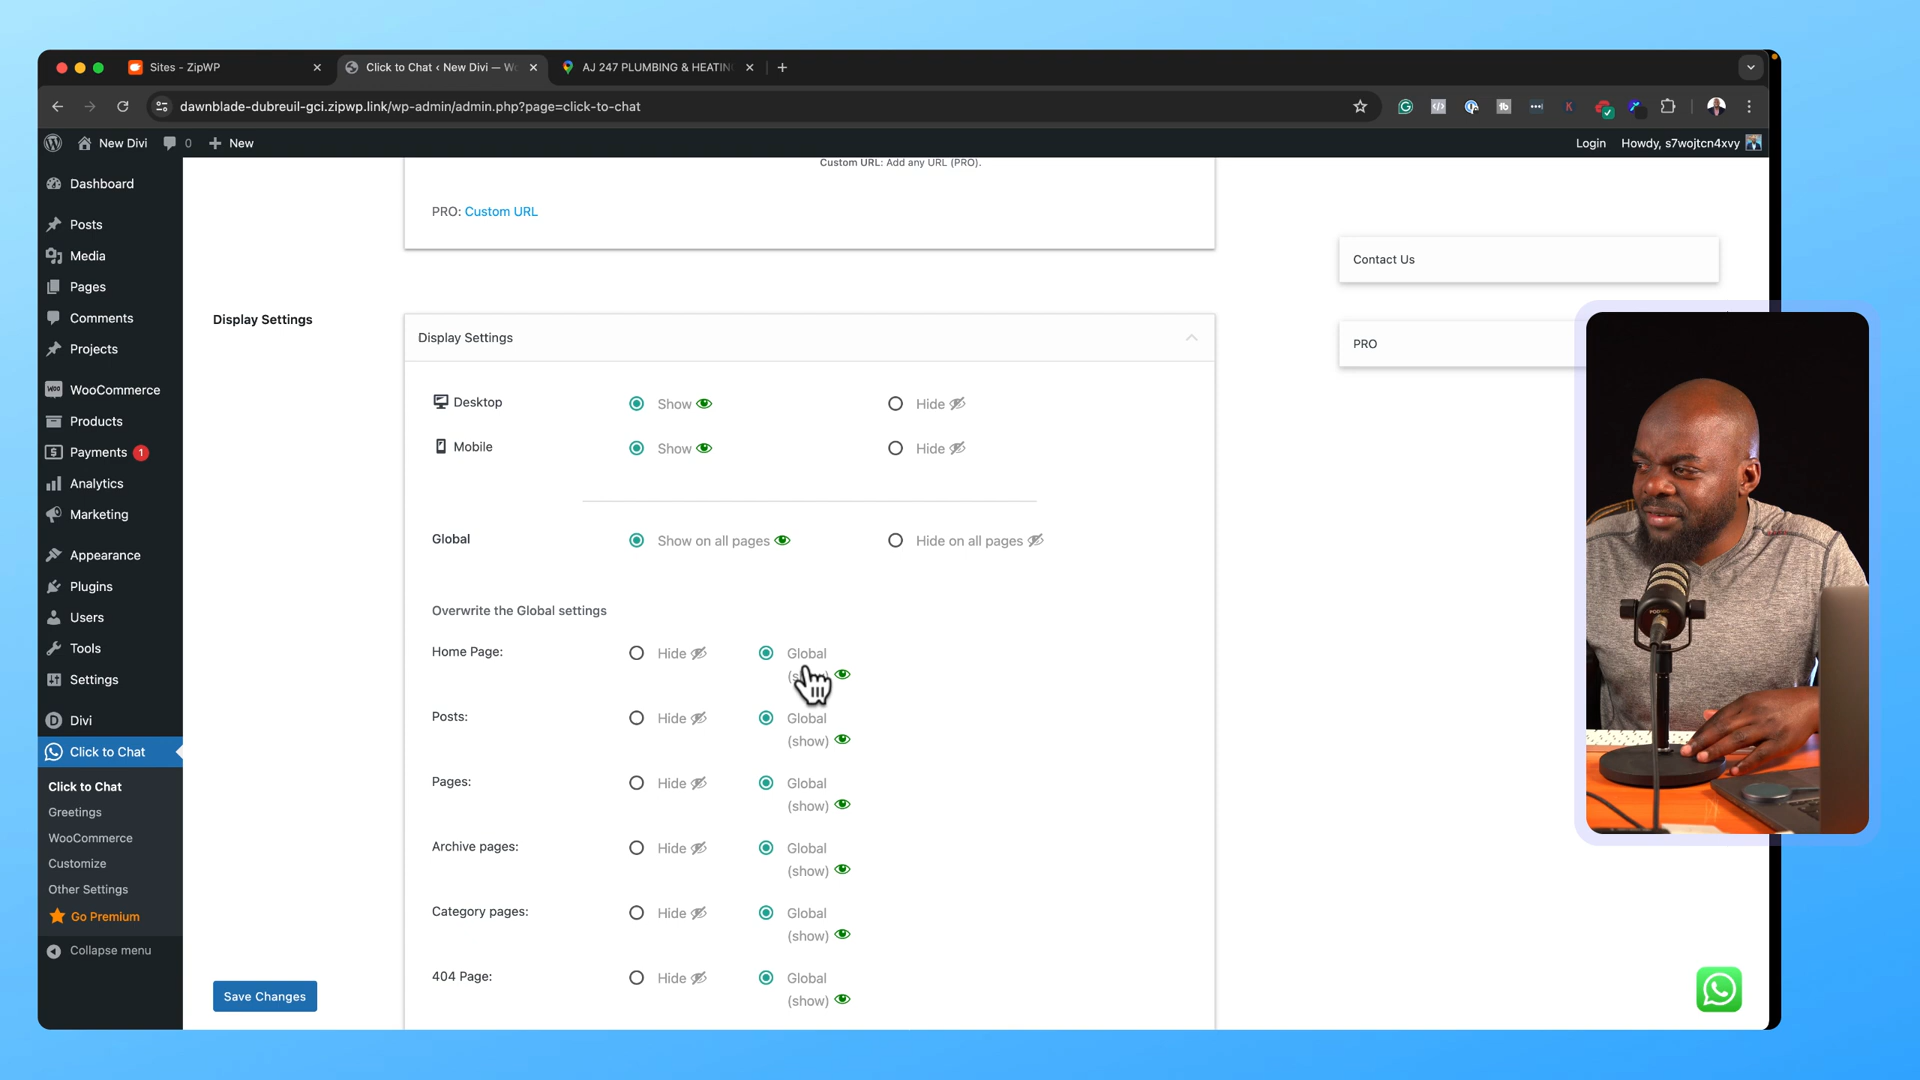 Sites - ZipWP
Click to Chat ‹ New Divi — W
AJ 247 PLUMBING & HEATIN
dawnblade-dubreuil-gci.zipwp.link/wp-admin/admin.php?page=click-to-chat
New Divi
0
New
Login
Howdy, s7wojtcn4xvy
Dashboard
Posts
Media
Pages
Comments
Projects
WooCommerce
Products
Payments 1
Analytics
Marketing
Appearance
Plugins
Users
Tools
Settings
Divi
Click to Chat
Click to Chat
Greetings
WooCommerce
Customize
Other Settings
Go Premium
Collapse menu
Custom URL: Add any URL (PRO).
PRO: Custom URL
Display Settings
Display Settings
Desktop Show Hide
Mobile Show Hide
Global Show on all pages Hide on all pages
Overwrite the Global settings
Home Page: Hide Global
Posts: Hide Global
(show)
Pages: Hide Global
(show)
Archive pages: Hide Global
(show)
Category pages: Hide Global
(show)
404 Page: Hide Global
(show)
Save Changes
Contact Us
PRO